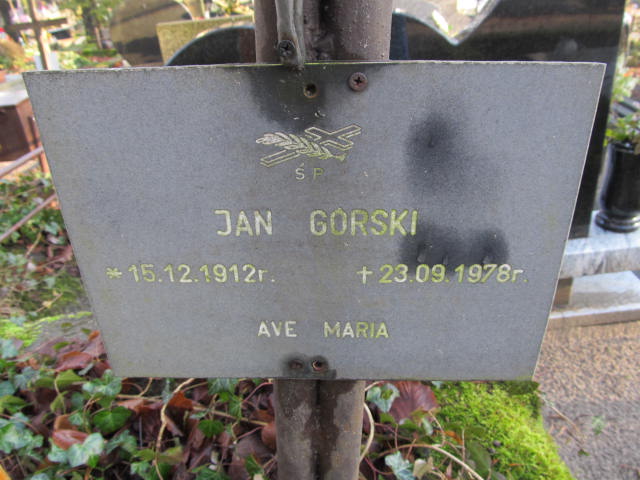 Ś P
JAN GÓRSKI
* 15.12.1912r. † 23.09.1978r.
AVE MARIA